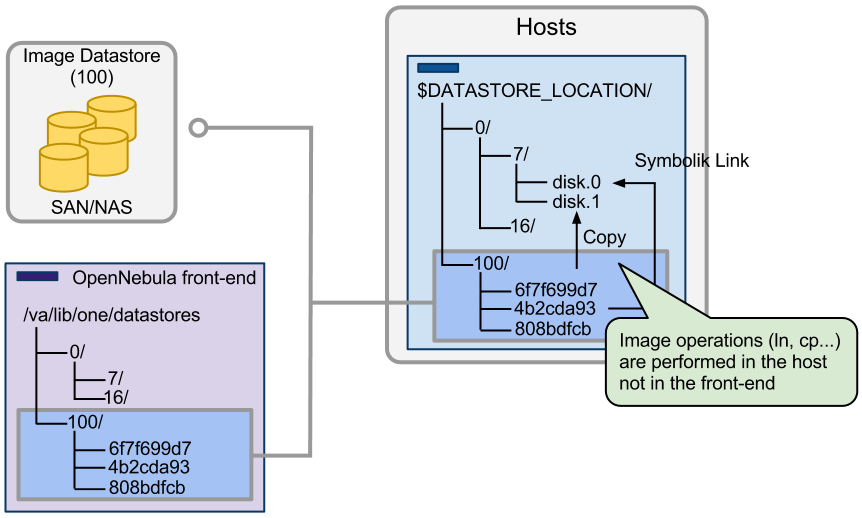 Hosts
Image Datastore
(100)
SAN/NAS
$DATASTORE_LOCATION/
0/
7/
disk.0
disk.1
16/
Symbolik Link
Copy
100/
6f7f699d7
4b2cda93
808bdfcb
Image operations (ln, cp...)
are performed in the host
not in the front-end
OpenNebula front-end
/va/lib/one/datastores
0/
7/
16/
100/
6f7f699d7
4b2cda93
808bdfcb